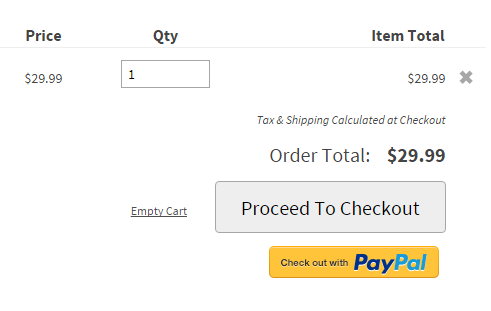 Price Qty Item Total
$29.99 1 $29.99 ✖
Tax & Shipping Calculated at Checkout
Order Total: $29.99
Empty Cart Proceed To Checkout
Check out with PayPal